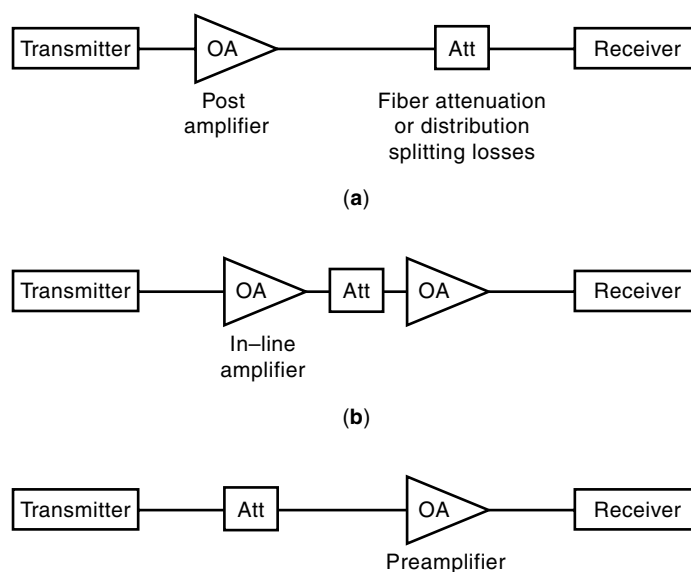 Transmitter OA Att Receiver
Post
amplifier
Fiber attenuation
or distribution
splitting losses
(a)
Transmitter OA Att OA Receiver
In–line
amplifier
(b)
Transmitter Att OA Receiver
Preamplifier